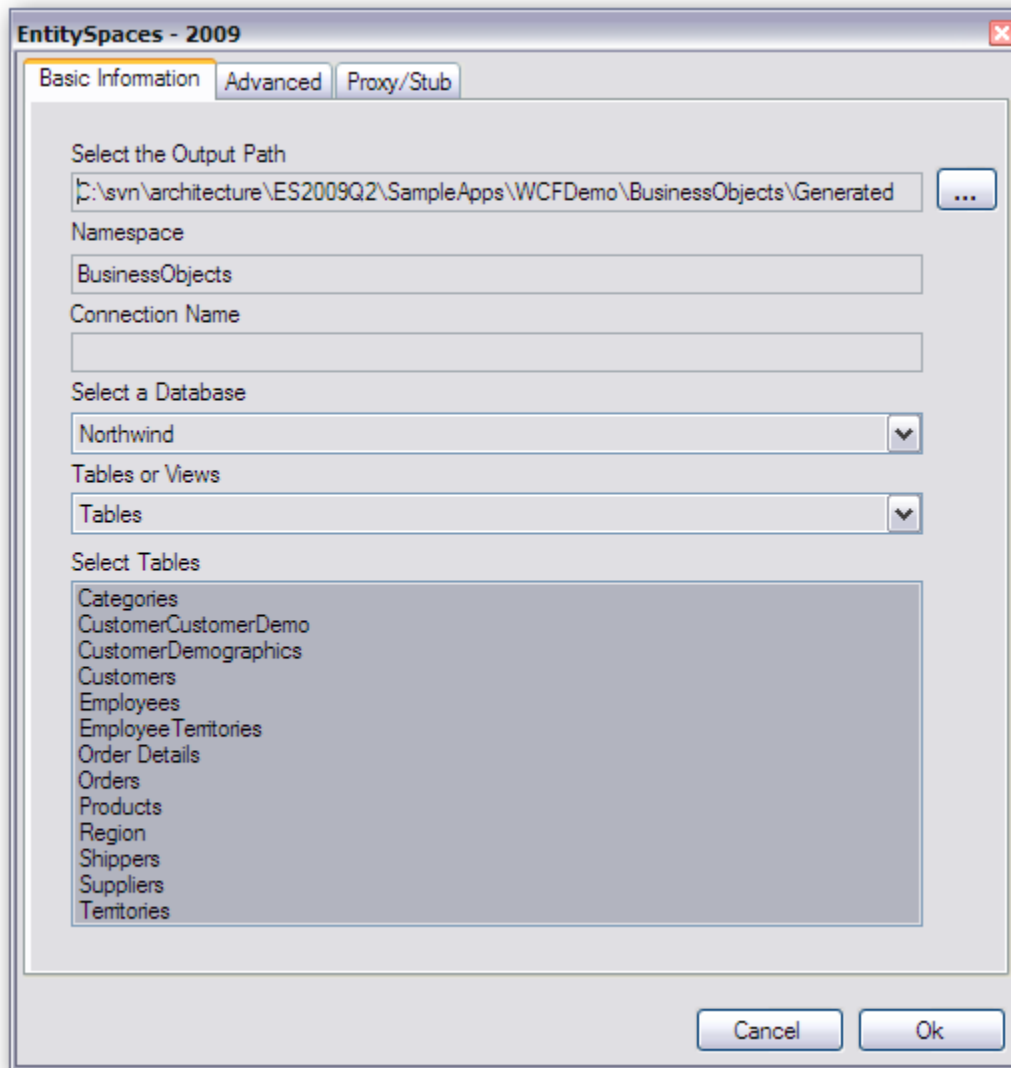 EntitySpaces - 2009
Basic Information
Advanced
Proxy/Stub
Select the Output Path
C:\svn\architecture\ES2009Q2\SampleApps\WCFDemo\BusinessObjects\Generated
...
Namespace
BusinessObjects
Connection Name
Select a Database
Northwind
Tables or Views
Tables
Select Tables
Categories
CustomerCustomerDemo
CustomerDemographics
Customers
Employees
EmployeeTerritories
Order Details
Orders
Products
Region
Shippers
Suppliers
Territories
Cancel
Ok